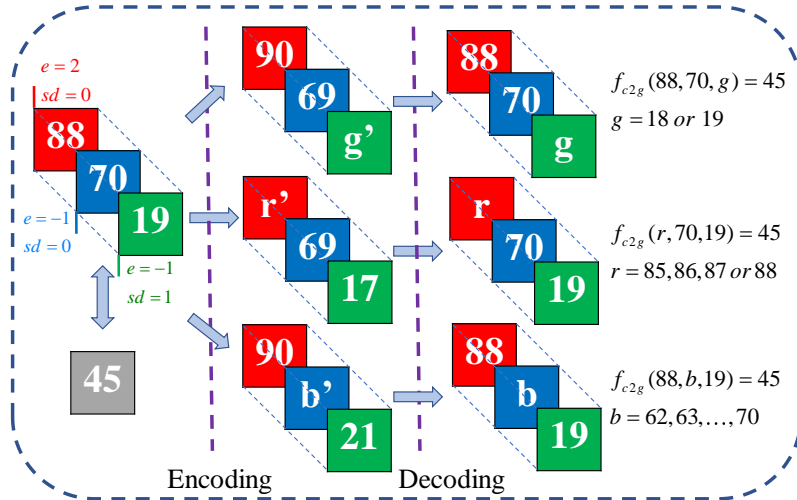 e = 2
sd = 0
88
70
19
e = −1
sd = 0
e = −1
sd = 1
45
90
69
g’
88
70
g
f_{c2g}(88,70,g) = 45
g = 18 or 19
r’
69
17
r
70
19
f_{c2g}(r,70,19) = 45
r = 85,86,87 or 88
90
b’
21
88
b
19
f_{c2g}(88,b,19) = 45
b = 62,63,…,70
Encoding
Decoding